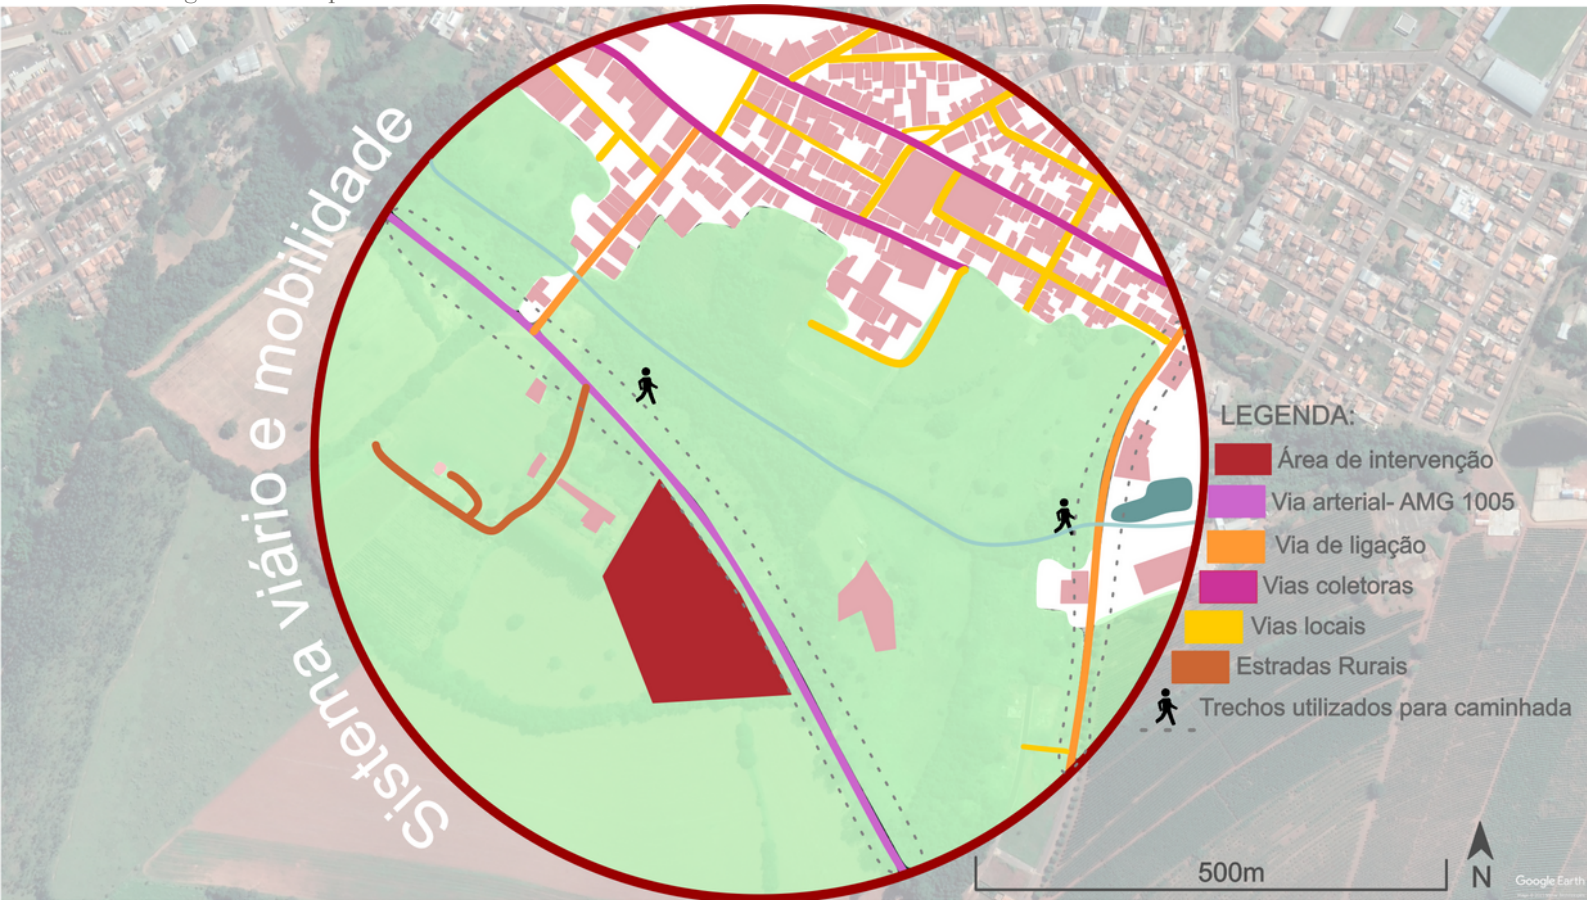 Sistema viário e mobilidade
LEGENDA:
Área de intervenção
Via arterial- AMG 1005
Via de ligação
Vias coletoras
Vias locais
Estradas Rurais
Trechos utilizados para caminhada
500m
N
Google Earth